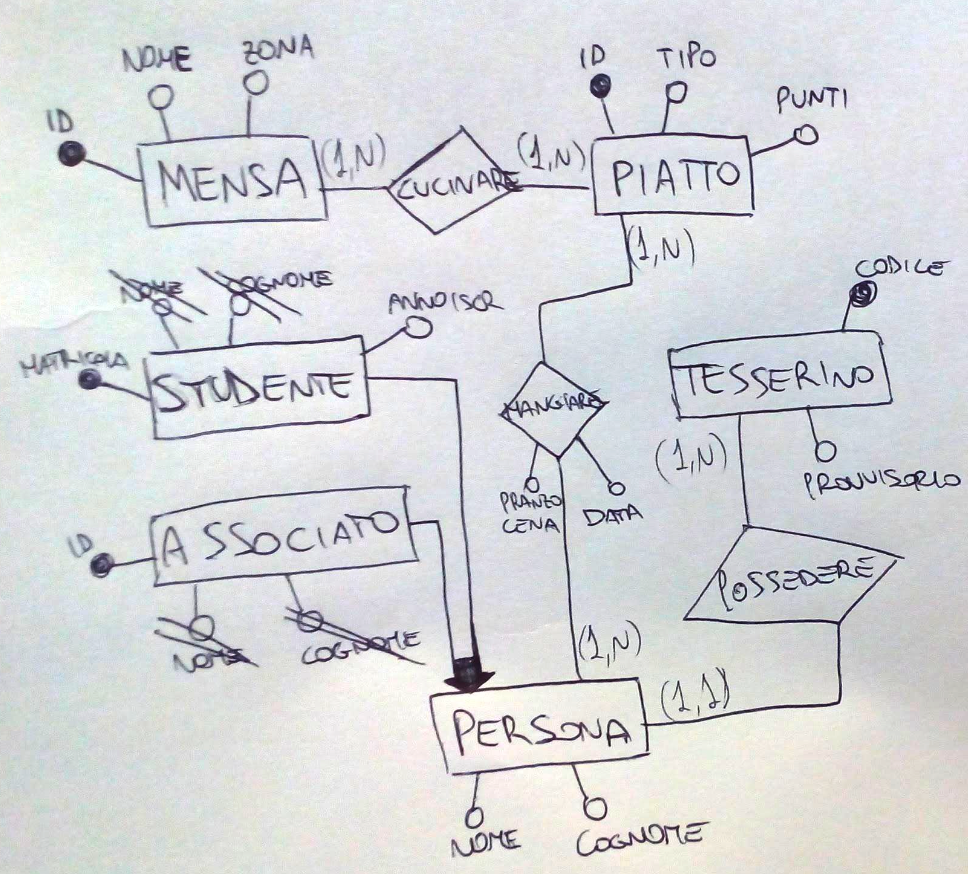 NOME ZONA
ID
MENSA
(1,N)
CUCINARE
(1,N)
ID TIPO
PUNTI
PIATTO
(1,N)
NOME COGNOME
ANNOISCR
MATRICOLA
STUDENTE
CODICE
TESSERINO
(1,N)
PROVVISORIO
MANGIARE
PRANZO
CENA
DATA
ID
ASSOCIATO
NOME COGNOME
POSSEDERE
(1,N)
(1,1)
PERSONA
NOME COGNOME